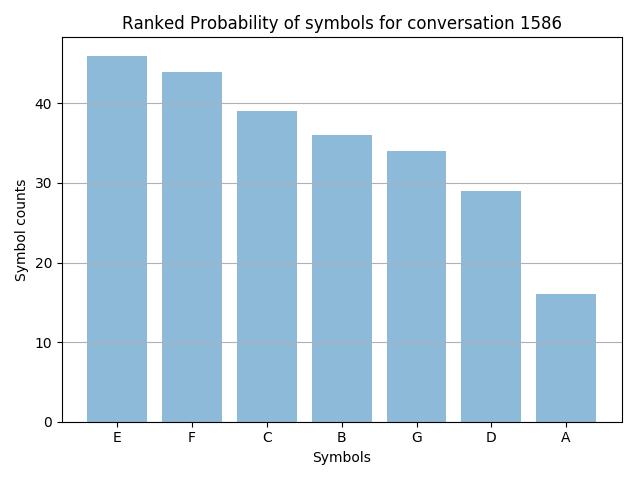 Ranked Probability of symbols for conversation 1586
Symbol counts
40
30
20
10
0
E F C B G D A
Symbols